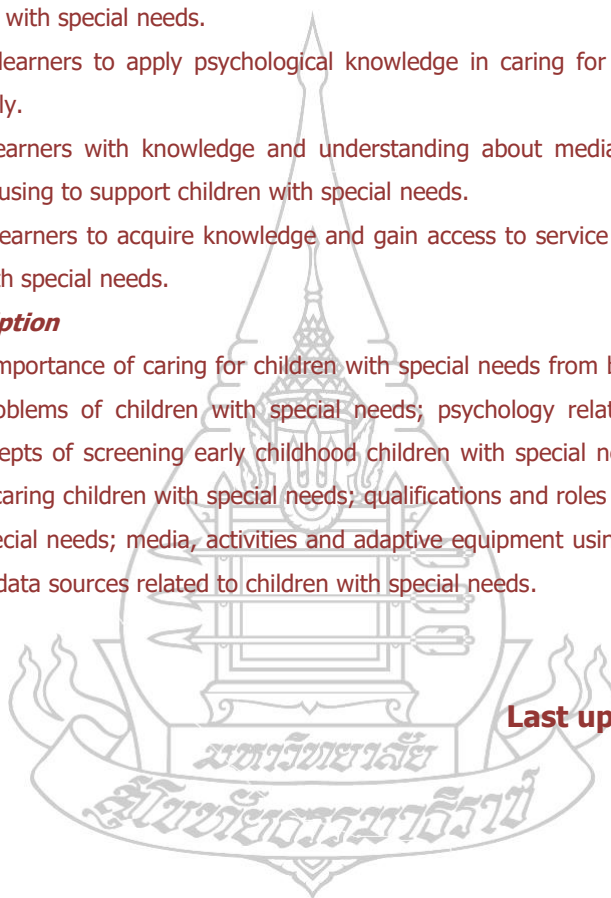 with special needs.
learners to apply psychological knowledge in caring for
ly.
earners with knowledge and understanding about media
using to support children with special needs.
earners to acquire knowledge and gain access to service
th special needs.
ption
mportance of caring for children with special needs from b
oblems of children with special needs; psychology relat
epts of screening early childhood children with special ne
caring children with special needs; qualifications and roles
ecial needs; media, activities and adaptive equipment usin
data sources related to children with special needs.
Last up
มหาวิทยาลัย
สุโขทัยธรรมาธิราช